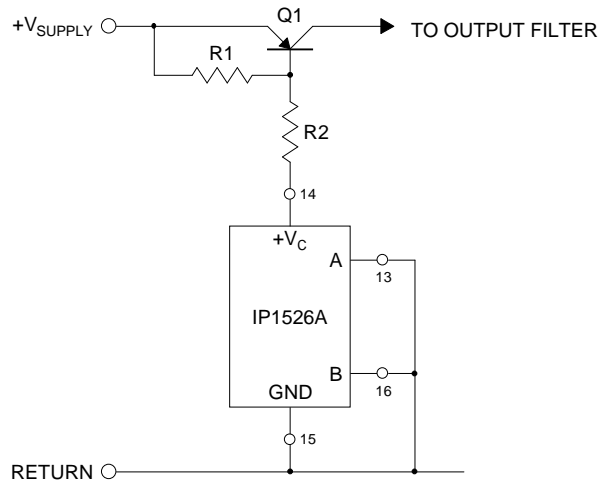 +VSUPPLY
Q1
TO OUTPUT FILTER
R1
R2
14
+VC
A
13
IP1526A
B
16
GND
15
RETURN